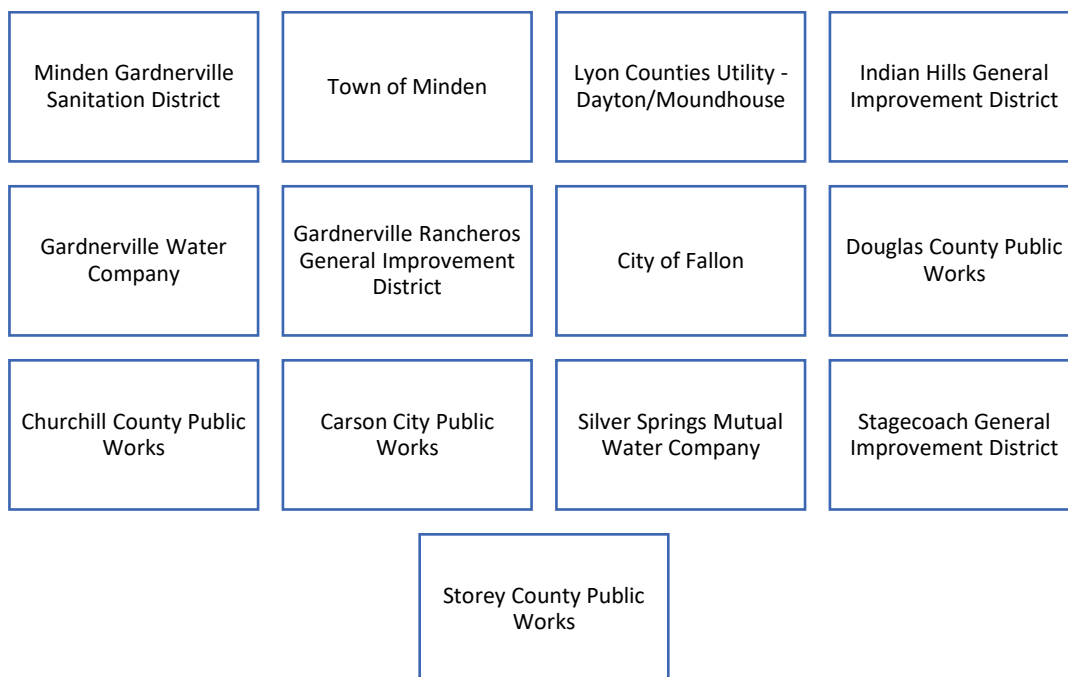 Minden Gardnerville
Sanitation District
Town of Minden
Lyon Counties Utility -
Dayton/Moundhouse
Indian Hills General
Improvement District
Gardnerville Water
Company
Gardnerville Rancheros
General Improvement
District
City of Fallon
Douglas County Public
Works
Churchill County Public
Works
Carson City Public
Works
Silver Springs Mutual
Water Company
Stagecoach General
Improvement District
Storey County Public
Works